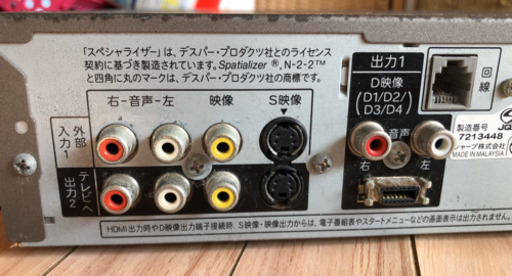 「スペシャライザー」は、デスパー・プロダクツ社とのライセンス
契約に基づき製造されています。Spatializer ®,N-2-2™
と四角に丸のマークは、デスパー・プロダクツ社の商標です。
出力1
D映像
(D1/D2/
D3/D4)
回線
右-音声-左
映像
S映像
外部
入力1
テレビへ
出力2
音声
右
左
製造番号
7213448
シャープ株式会社
MADE IN MALAYSIA
HDMI出力時やD映像出力端子接続時、S映像・映像出力からは、電子番組表やスタートメニューなどの画面表示は出力されません。